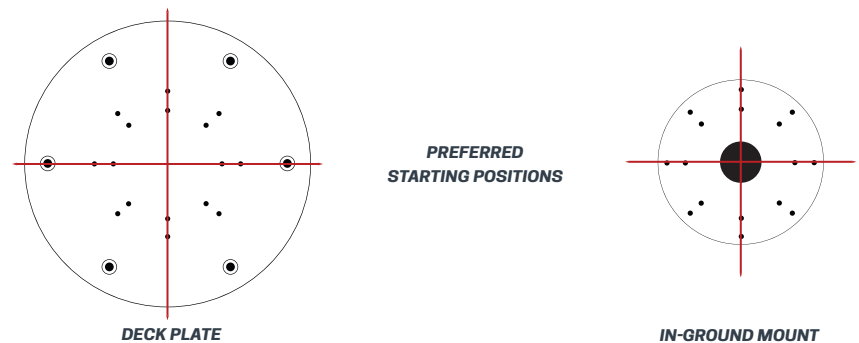 PREFERRED
STARTING POSITIONS
DECK PLATE
IN-GROUND MOUNT